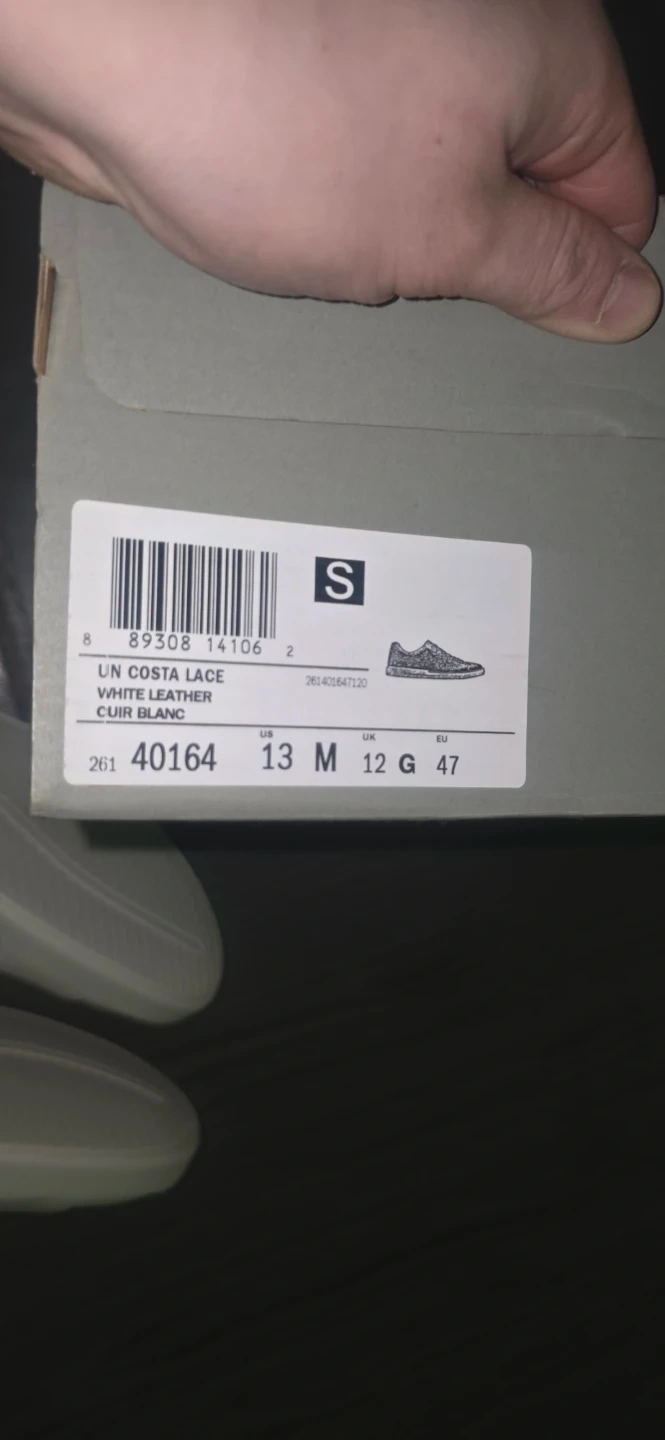 S
8 89308 14106 2
UN COSTA LACE
261401647120
WHITE LEATHER
CUIR BLANC
US UK EU
261 40164 13 M 12 G 47